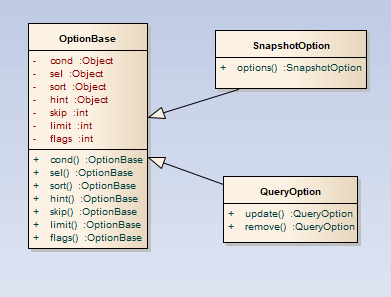 OptionBase
- cond :Object
- sel :Object
- sort :Object
- hint :Object
- skip :int
- limit :int
- flags :int
+ cond() :OptionBase
+ sel() :OptionBase
+ sort() :OptionBase
+ hint() :OptionBase
+ skip() :OptionBase
+ limit() :OptionBase
+ flags() :OptionBase
SnapshotOption
+ options() :SnapshotOption
QueryOption
+ update() :QueryOption
+ remove() :QueryOption